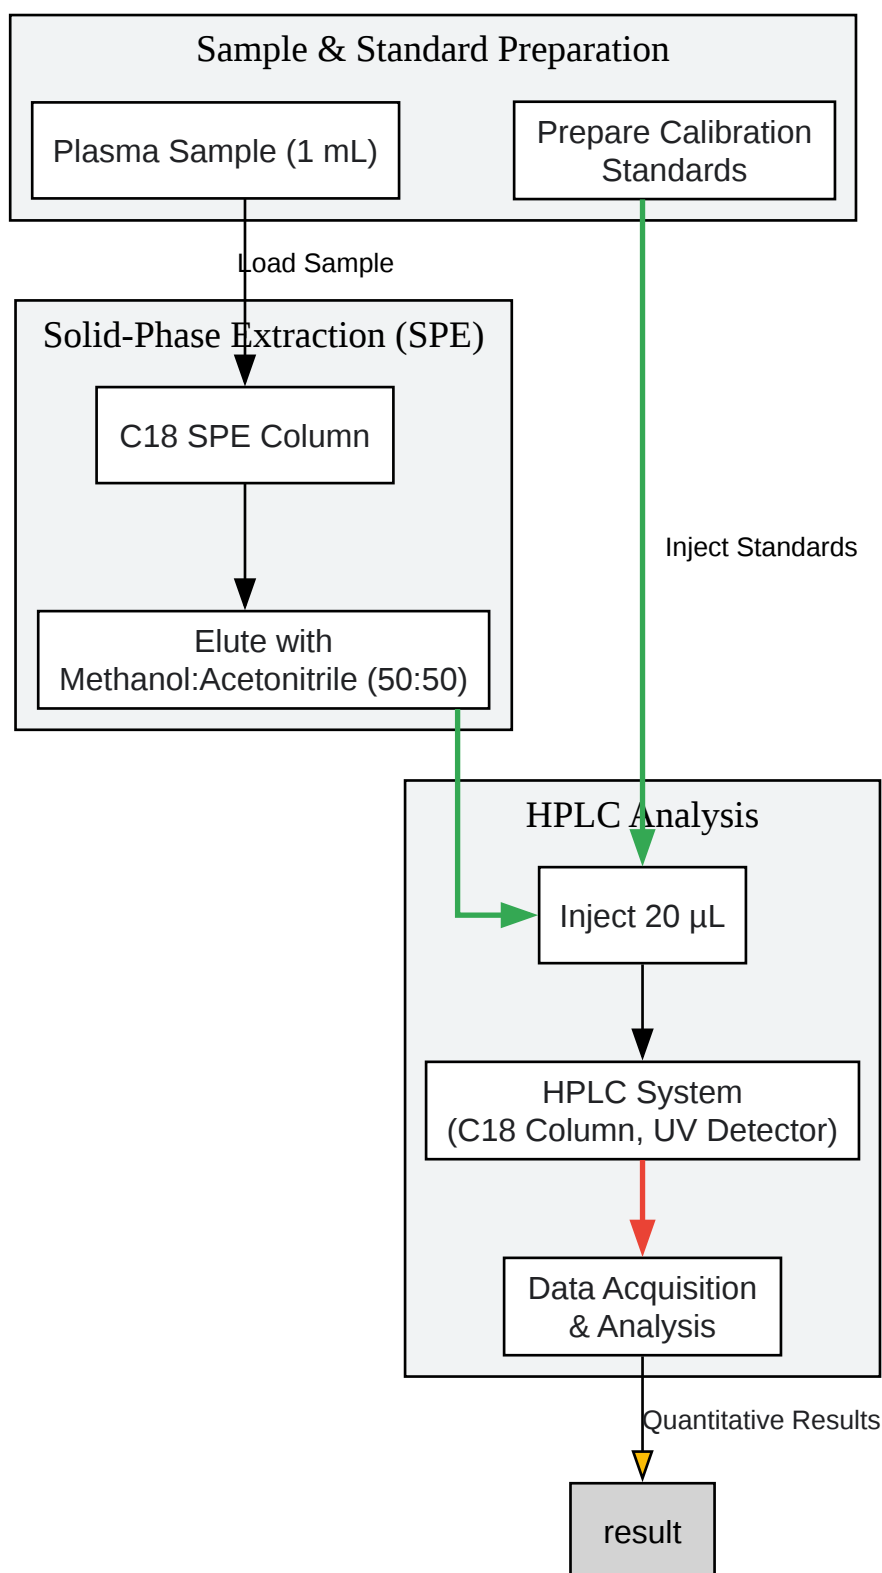 Sample & Standard Preparation
Plasma Sample (1 mL)
Prepare Calibration
Standards
Load Sample
Solid-Phase Extraction (SPE)
C18 SPE Column
Inject Standards
Elute with
Methanol:Acetonitrile (50:50)
HPLC Analysis
Inject 20 µL
HPLC System
(C18 Column, UV Detector)
Data Acquisition
& Analysis
Quantitative Results
result